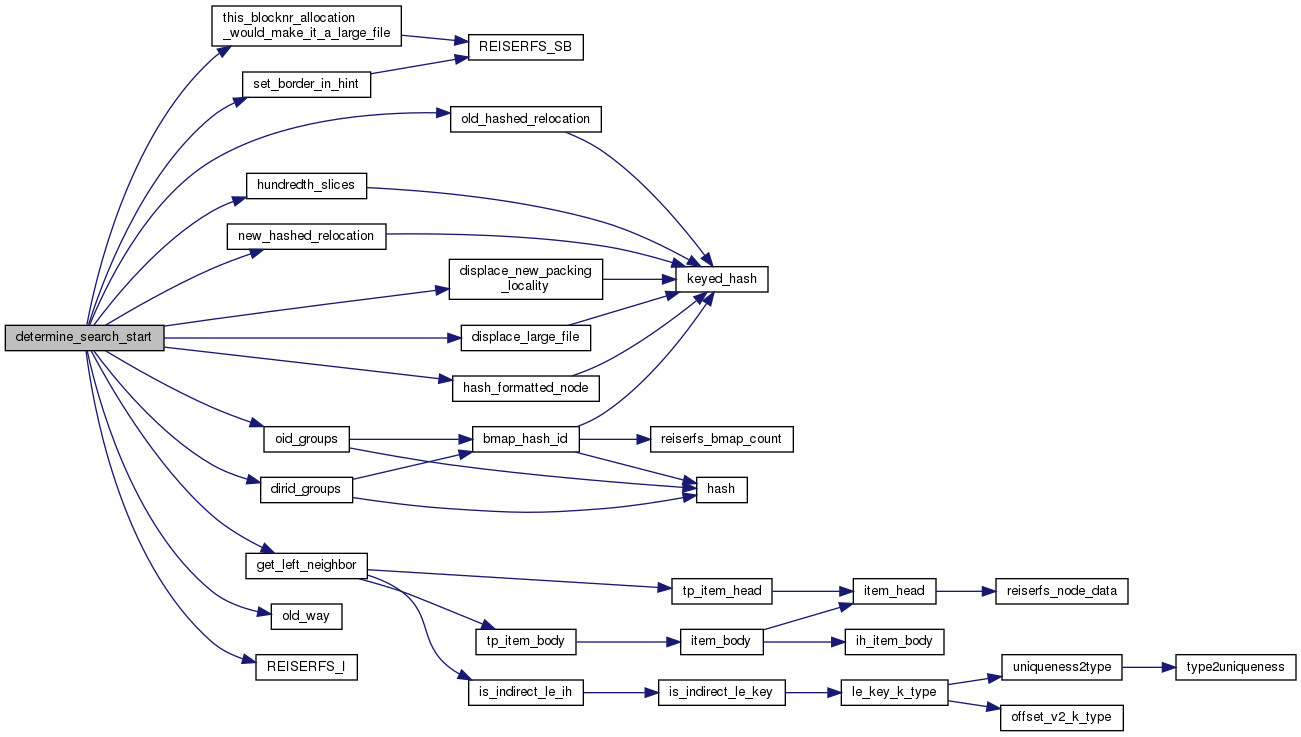 this_blocknr_allocation
_would_make_it_a_large_file
REISERFS_SB
set_border_in_hint
old_hashed_relocation
hundredth_slices
new_hashed_relocation
displace_new_packing
_locality
keyed_hash
determine_search_start
displace_large_file
hash_formatted_node
oid_groups
bmap_hash_id
reiserfs_bmap_count
dirid_groups
hash
get_left_neighbor
tp_item_head
item_head
reiserfs_node_data
old_way
tp_item_body
item_body
ih_item_body
REISERFS_I
is_indirect_le_ih
is_indirect_le_key
le_key_k_type
uniqueness2type
type2uniqueness
offset_v2_k_type